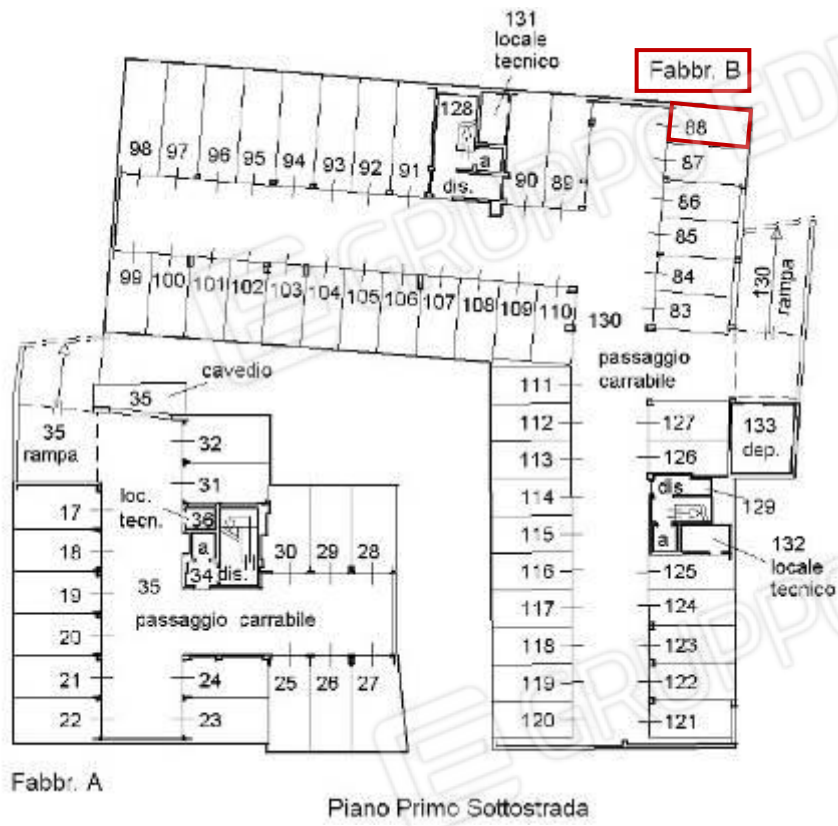 131
locale
tecnico
Fabbr. B
128
98 97 96 95 94 93 92 91
a
dis.
90 89
88
87
86
85
84
83
130
rampa
99 100 101 102 103 104 105 106 107 108 109 110
130
passaggio
carrabile
cavedio
35
35
rampa
32
31
loc.
tecn.
36
a
34 dis.
30 29 28
17
18
19
20
21
22
35
passaggio carrabile
24
23
25 26 27
111
112
113
114
115
116
117
118
119
120
127
126
133
dep.
dis
129
a
132
locale
tecnico
125
124
123
122
121
Fabbr. A
Piano Primo Sottostrada
GRUPPO EDI
GRUPPO